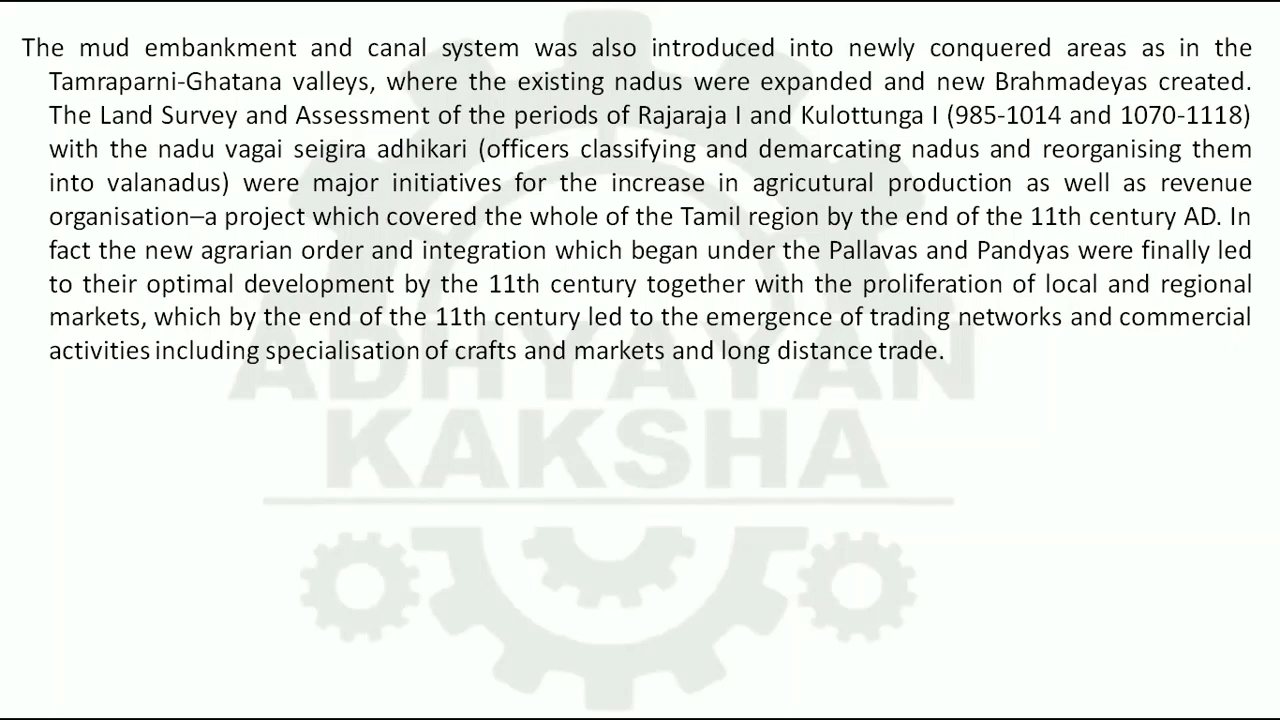 The mud embankment and canal system was also introduced into newly conquered areas as in the
Tamraparni-Ghatana valleys, where the existing nadus were expanded and new Brahmadeyas created.
The Land Survey and Assessment of the periods of Rajaraja I and Kulottunga I (985-1014 and 1070-1118)
with the nadu vagai seigira adhikari (officers classifying and demarcating nadus and reorganising them
into valanadus) were major initiatives for the increase in agricutural production as well as revenue
organisation–a project which covered the whole of the Tamil region by the end of the 11th century AD. In
fact the new agrarian order and integration which began under the Pallavas and Pandyas were finally led
to their optimal development by the 11th century together with the proliferation of local and regional
markets, which by the end of the 11th century led to the emergence of trading networks and commercial
activities including specialisation of crafts and markets and long distance trade.
ADHYAYAN
KAKSHA